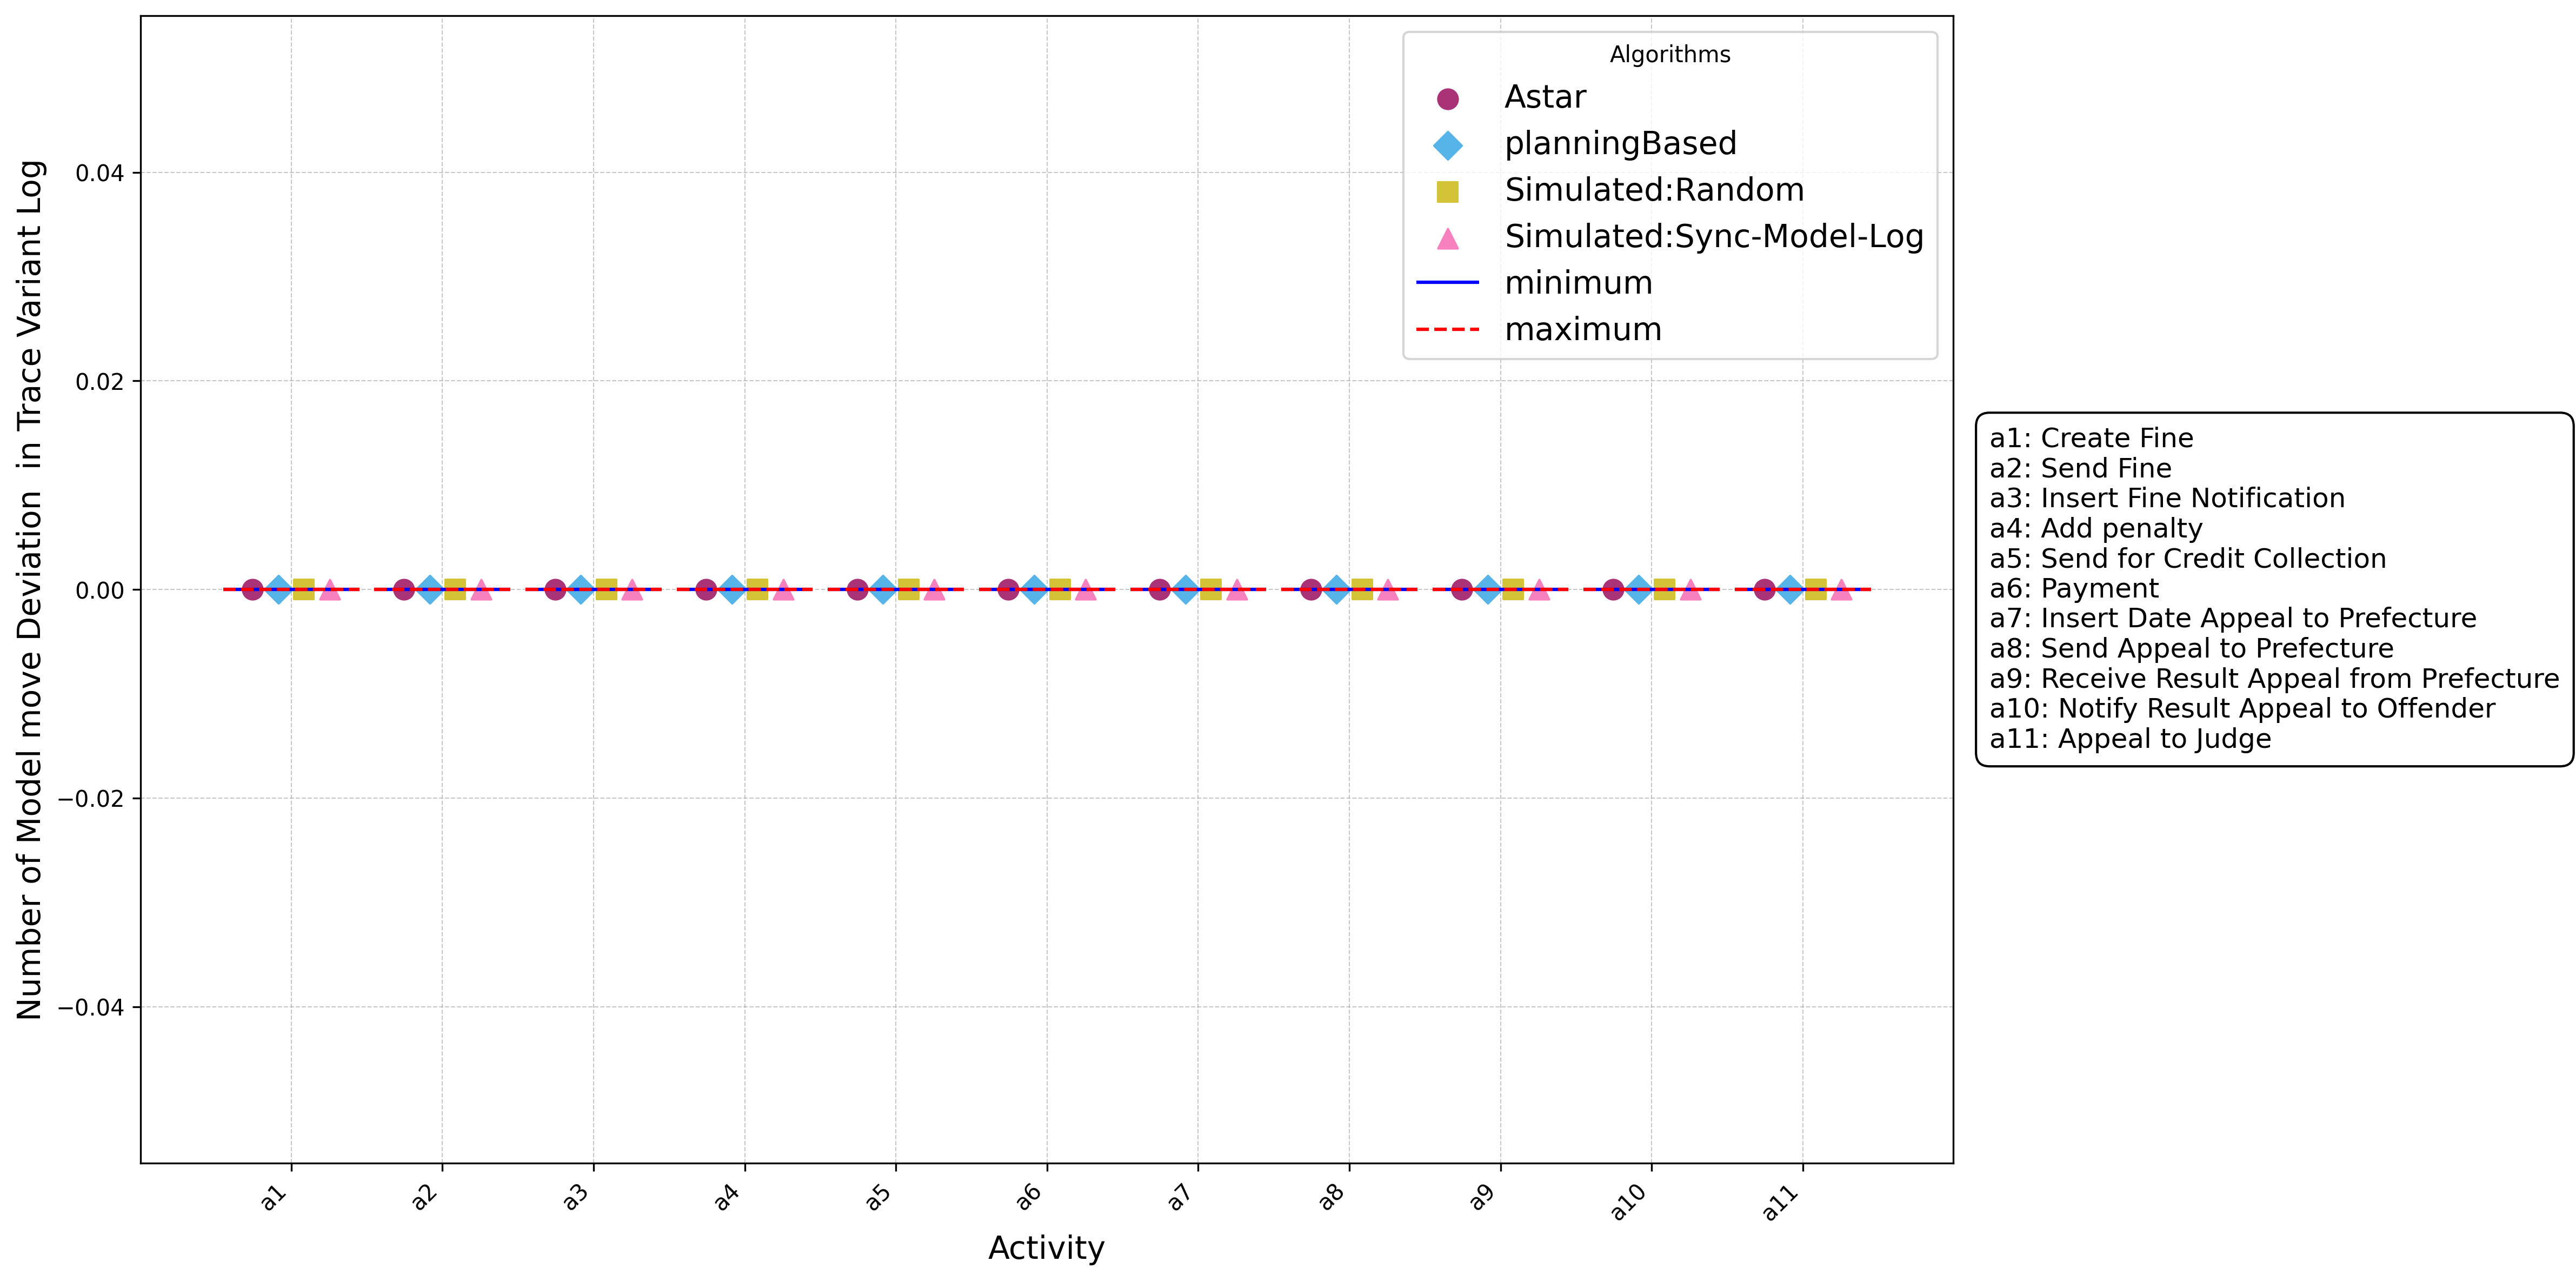 Number of Model move Deviation  in Trace Variant Log
0.04
0.02
0.00
−0.02
−0.04
a1
a2
a3
a4
a5
a6
a7
a8
a9
a10
a11
Activity
Algorithms
Astar
planningBased
Simulated:Random
Simulated:Sync-Model-Log
minimum
maximum
a1: Create Fine
a2: Send Fine
a3: Insert Fine Notification
a4: Add penalty
a5: Send for Credit Collection
a6: Payment
a7: Insert Date Appeal to Prefecture
a8: Send Appeal to Prefecture
a9: Receive Result Appeal from Prefecture
a10: Notify Result Appeal to Offender
a11: Appeal to Judge